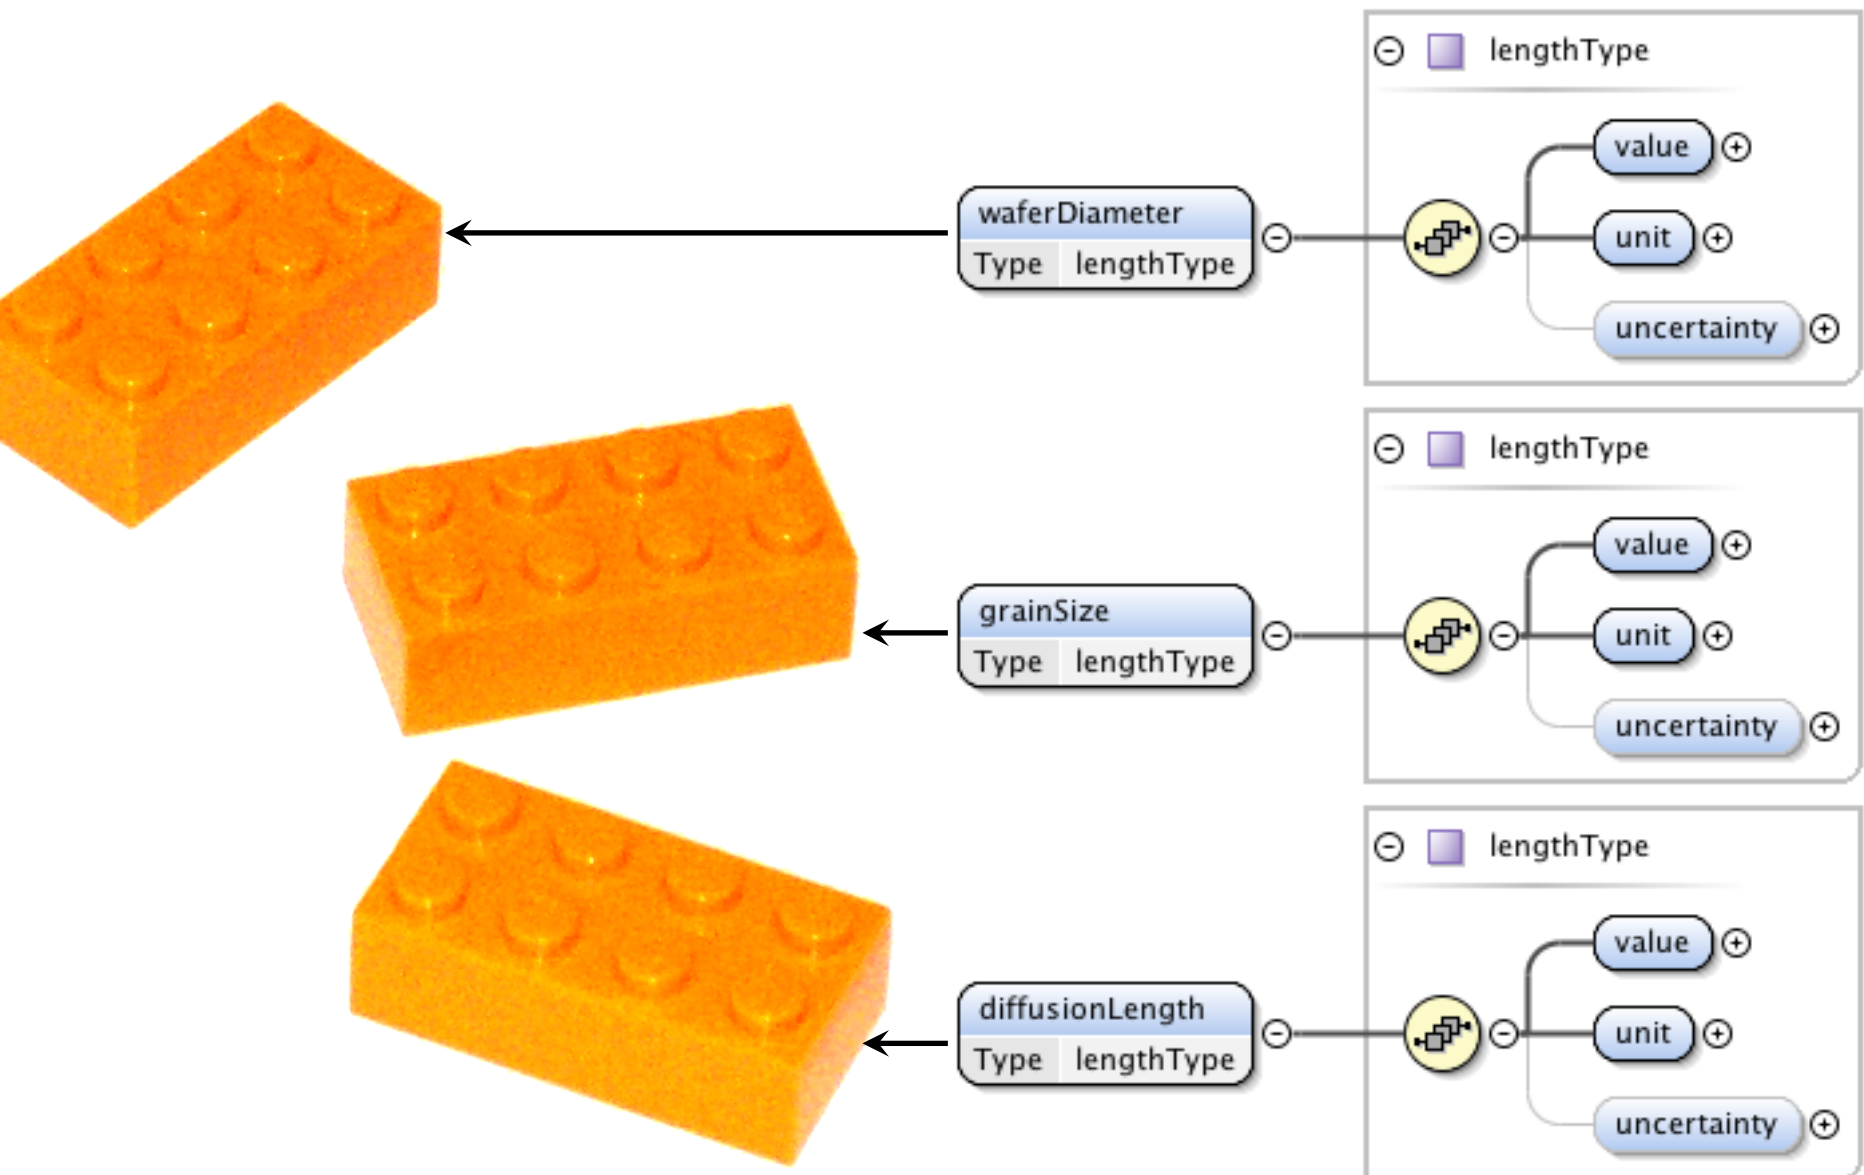 lengthType
value
waferDiameter
Type lengthType
unit
uncertainty
lengthType
value
grainSize
Type lengthType
unit
uncertainty
lengthType
value
diffusionLength
Type lengthType
unit
uncertainty